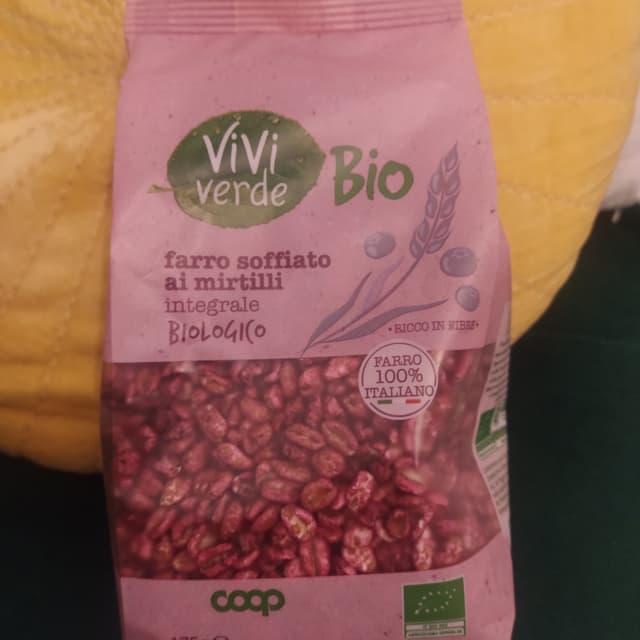 ViVi
verde
Bio
farro soffiato
ai mirtilli
integrale
BIOLOGICO
•RICCO IN FIBRE•
FARRO
100%
ITALIANO
coop